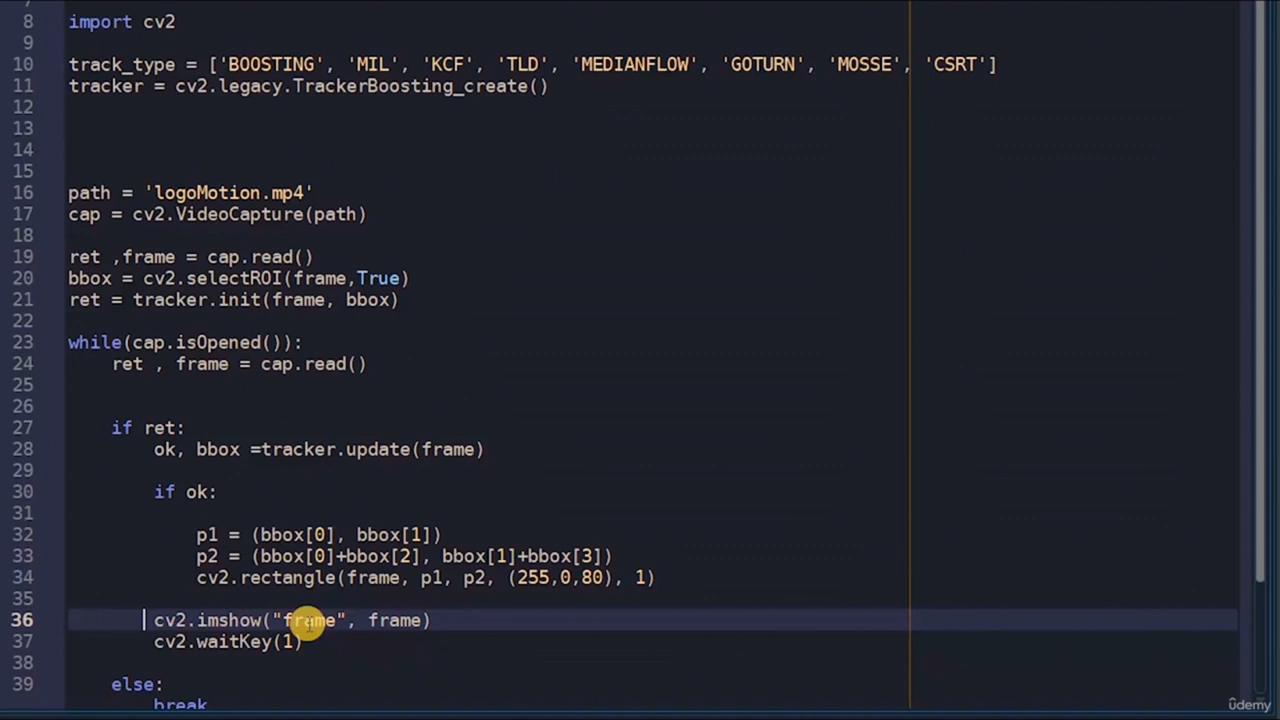 8 import cv2
9
10 track_type = ['BOOSTING', 'MIL', 'KCF', 'TLD', 'MEDIANFLOW', 'GOTURN', 'MOSSE', 'CSRT']
11 tracker = cv2.legacy.TrackerBoosting_create()
12
13
14
15
16 path = 'logoMotion.mp4'
17 cap = cv2.VideoCapture(path)
18
19 ret ,frame = cap.read()
20 bbox = cv2.selectROI(frame,True)
21 ret = tracker.init(frame, bbox)
22
23 while(cap.isOpened()):
24 ret , frame = cap.read()
25
26
27 if ret:
28 ok, bbox =tracker.update(frame)
29
30 if ok:
31
32 p1 = (bbox[0], bbox[1])
33 p2 = (bbox[0]+bbox[2], bbox[1]+bbox[3])
34 cv2.rectangle(frame, p1, p2, (255,0,80), 1)
35
36 cv2.imshow("frame", frame)
37 cv2.waitKey(1)
38
39 else:
break
udemy